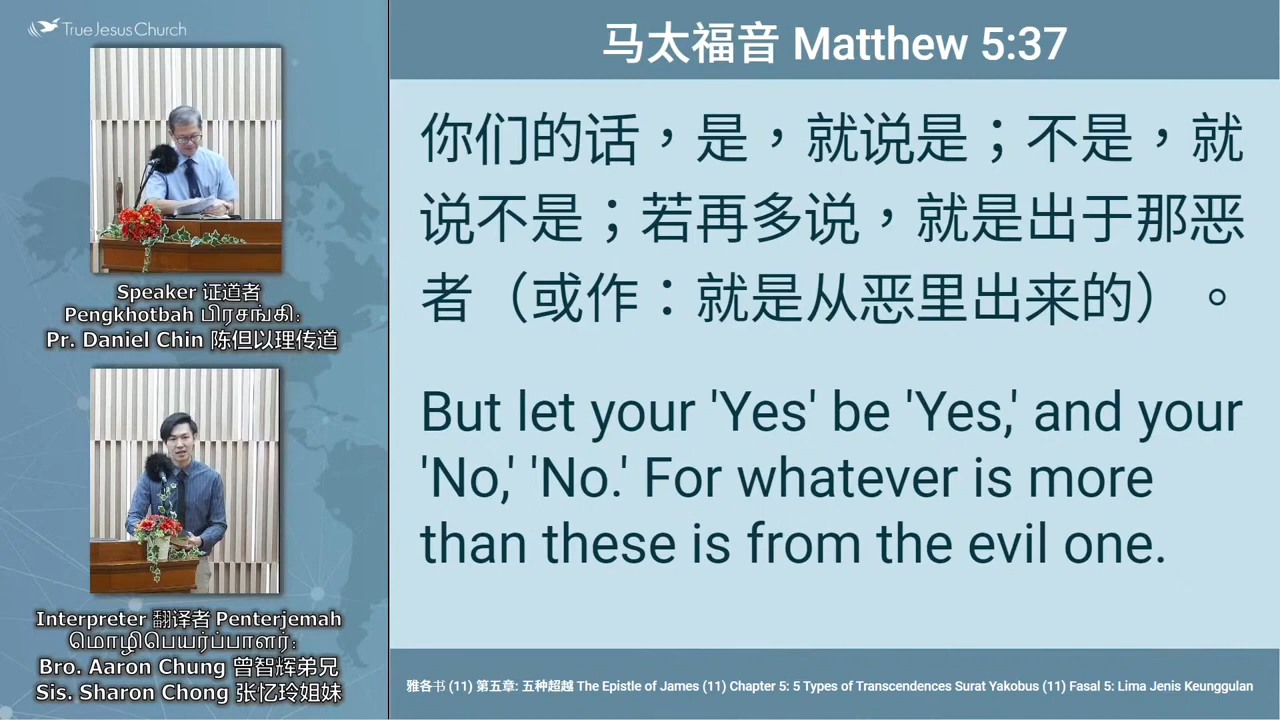 True Jesus Church
Speaker 证道者
Pengkhotbah பிரசங்கி:
Pr. Daniel Chin 陈但以理传道
Interpreter 翻译者 Penterjemah
மொழிபெயர்ப்பாளர்:
Bro. Aaron Chung 曾智辉弟兄
Sis. Sharon Chong 张忆玲姐妹
马太福音 Matthew 5:37
你们的话，是，就说是；不是，就
说不是；若再多说，就是出于那恶
者（或作：就是从恶里出来的）。
But let your 'Yes' be 'Yes,' and your
'No,' 'No.' For whatever is more
than these is from the evil one.
雅各书 (11) 第五章: 五种超越 The Epistle of James (11) Chapter 5: 5 Types of Transcendences Surat Yakobus (11) Fasal 5: Lima Jenis Keunggulan